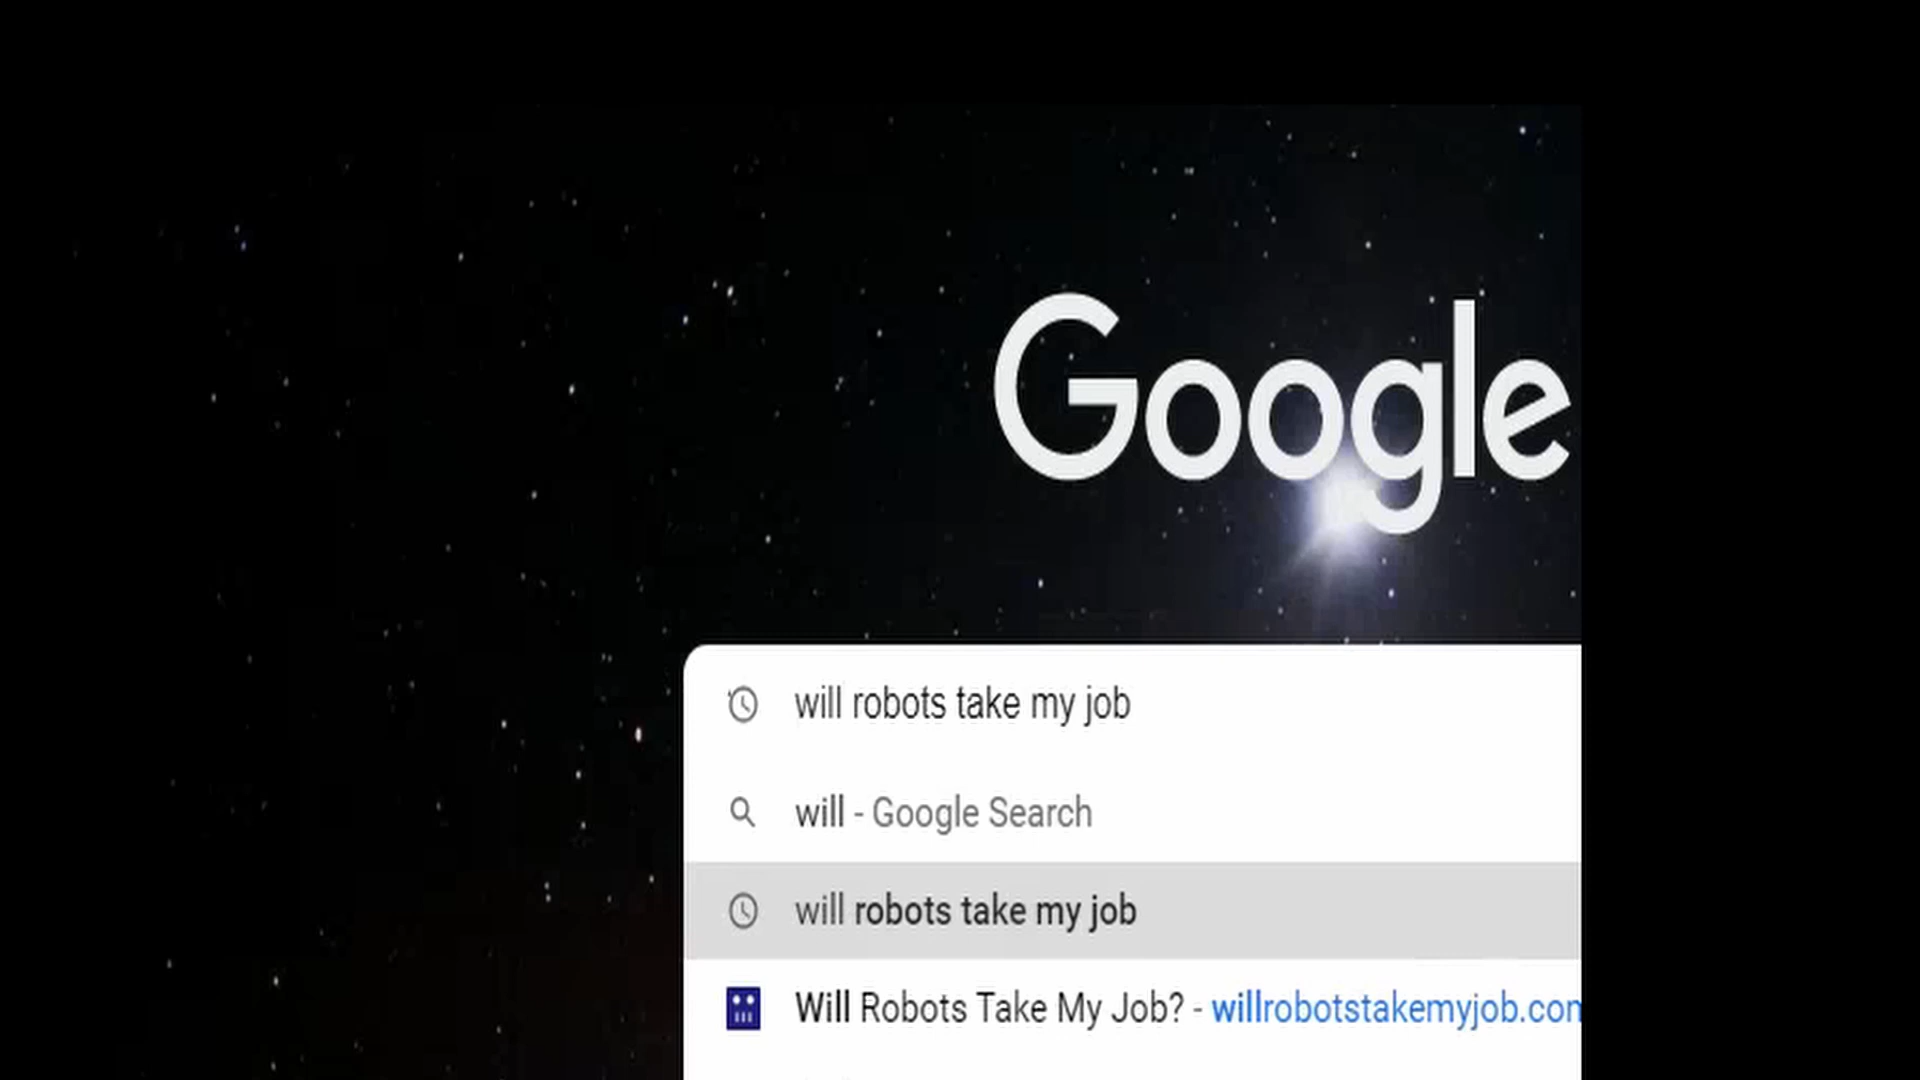 Google
will robots take my job
will - Google Search
will robots take my job
Will Robots Take My Job? - willrobotstakemyjob.com